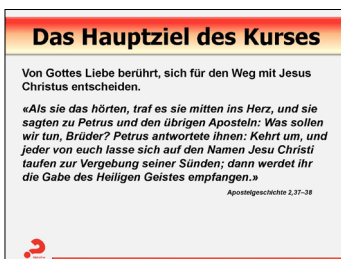 Das Hauptziel des Kurses
Von Gottes Liebe berührt, sich für den Weg mit Jesus
Christus entscheiden.
«Als sie das hörten, traf es sie mitten ins Herz, und sie
sagten zu Petrus und den übrigen Aposteln: Was sollen
wir tun, Brüder? Petrus antwortete ihnen: Kehrt um, und
jeder von euch lasse sich auf den Namen Jesu Christi
taufen zur Vergebung seiner Sünden; dann werdet ihr
die Gabe des Heiligen Geistes empfangen.»
Apostelgeschichte 2,37–38